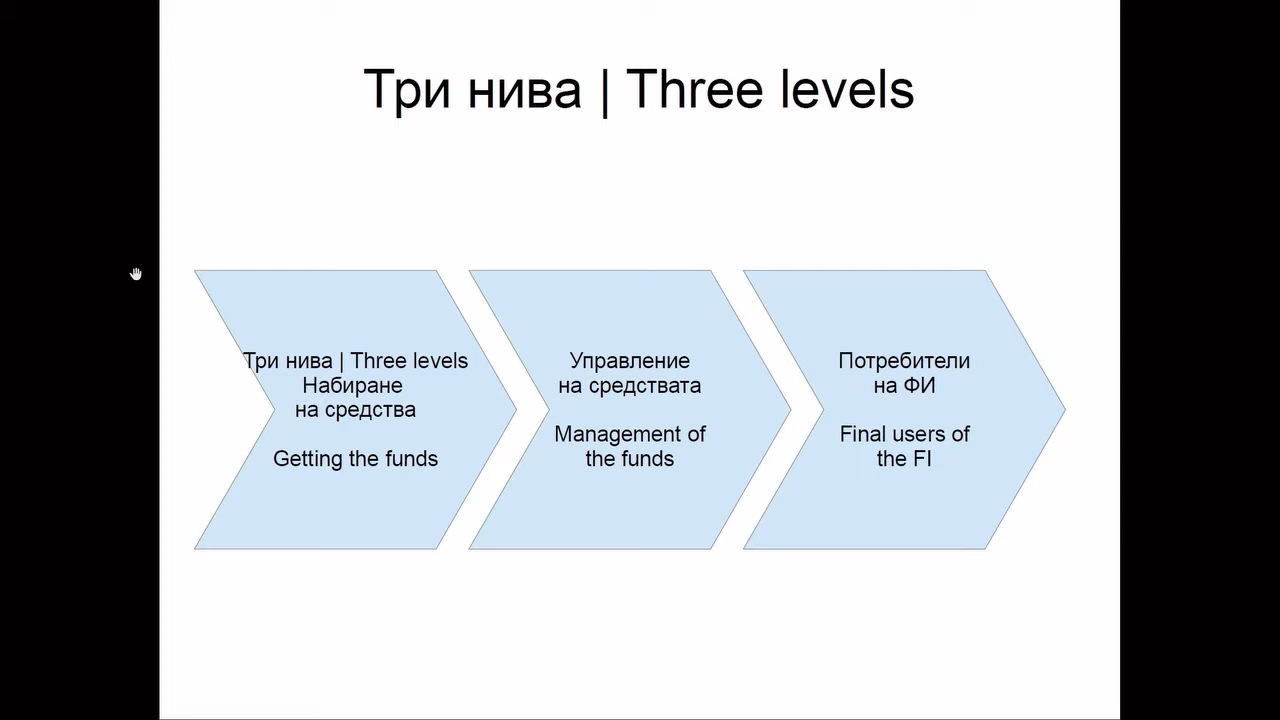 Три нива | Three levels
Три нива | Three levels
Набиране
на средства
Getting the funds
Управление
на средствата
Management of
the funds
Потребители
на ФИ
Final users of
the FI